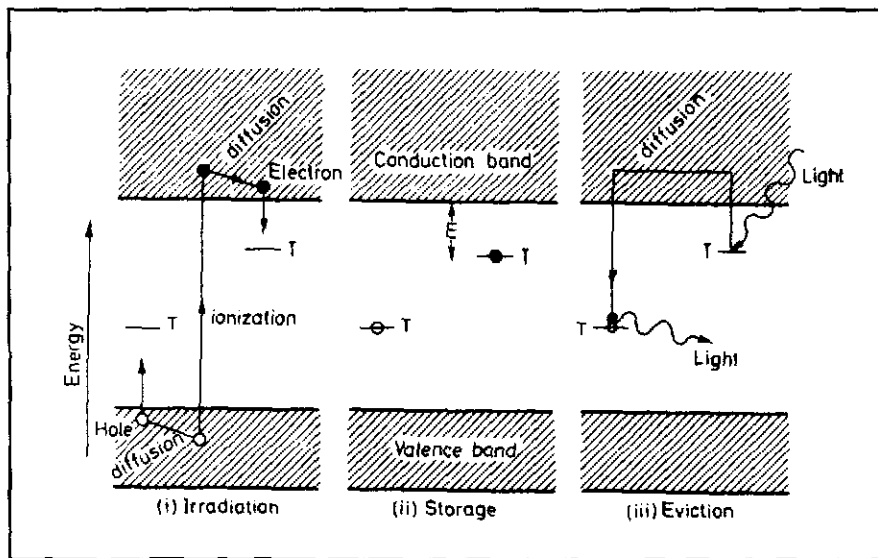 diffusion
Electron
T
T
ionization
Energy
Hole
diffusion
(i) Irradiation
Conduction band
E
T
T
Valence band
(ii) Storage
diffusion
Light
T
T
Light
(iii) Eviction